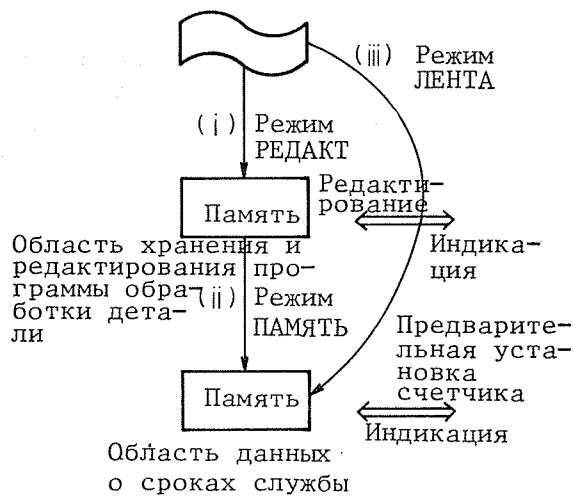 (iii) Режим
ЛЕНТА
(i) Режим
РЕДАКТ
Редакти-
рование
Память
Индика-
ция
Область хранения и
редактирования про-
граммы обра-
ботки дета-
ли
(ii) Режим
ПАМЯТЬ
Предварите-
льная уста-
новка
счетчика
Память
Индикация
Область данных
о сроках службы